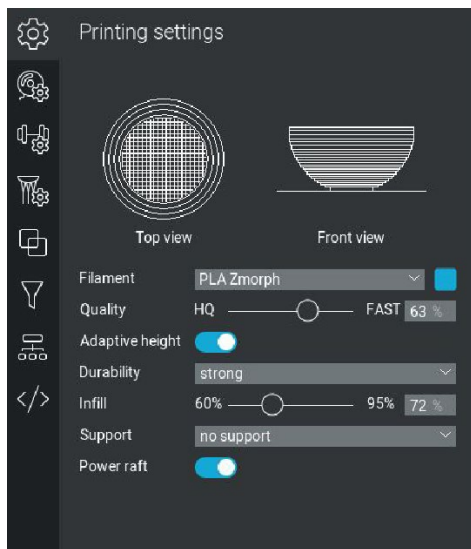 Printing settings
Top view Front view
Filament PLA Zmorph
Quality HQ FAST 63 %
Adaptive height
Durability strong
Infill 60% 95% 72 %
Support no support
Power raft
</>